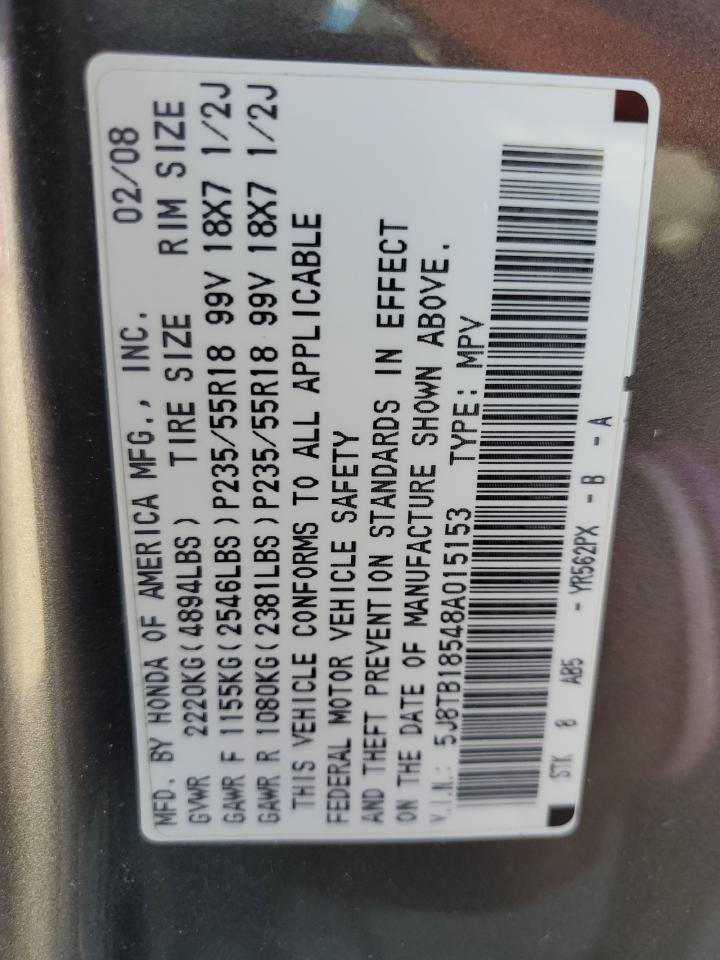 MFD. BY HONDA OF AMERICA MFG., INC. 02/08
GVWR 2220KG(4894LBS) TIRE SIZE RIM SIZE
GAWR F 1155KG(2546LBS)P235/55R18 99V 18X7 1/2J
GAWR R 1080KG(2381LBS)P235/55R18 99V 18X7 1/2J
THIS VEHICLE CONFORMS TO ALL APPLICABLE
FEDERAL MOTOR VEHICLE SAFETY
AND THEFT PREVENTION STANDARDS IN EFFECT
ON THE DATE OF MANUFACTURE SHOWN ABOVE.
V.I.N.: 5J8TB18548A015153 TYPE: MPV
STK 8 AB5 - YR562PX - B - A